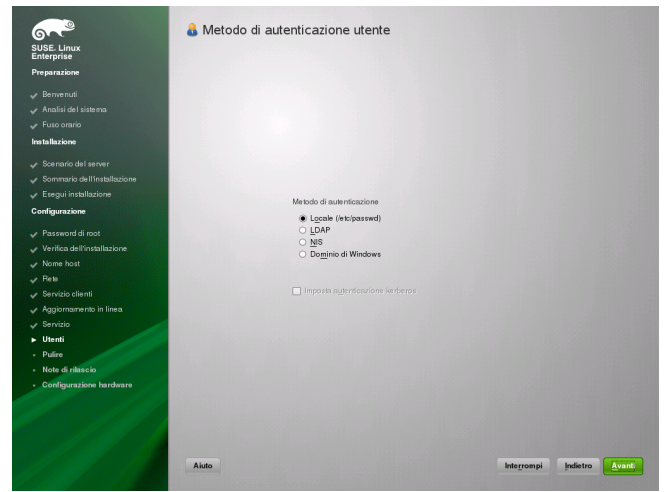 SUSE. Linux
Enterprise
Preparazione
Benvenuti
Analisi del sistema
Fuso orario
Installazione
Scenario del server
Sommario dell'installazione
Esegui installazione
Configurazione
Password di root
Verifica dell'installazione
Nome host
Rete
Servizio clienti
Aggiornamento in linea
Servizio
Utenti
Pulire
Note di rilascio
Configurazione hardware
Metodo di autenticazione utente
Metodo di autenticazione
Locale (/etc/passwd)
LDAP
NIS
Dominio di Windows
Imposta autenticazione kerberos
Aiuto
Interrompi
Indietro
Avanti